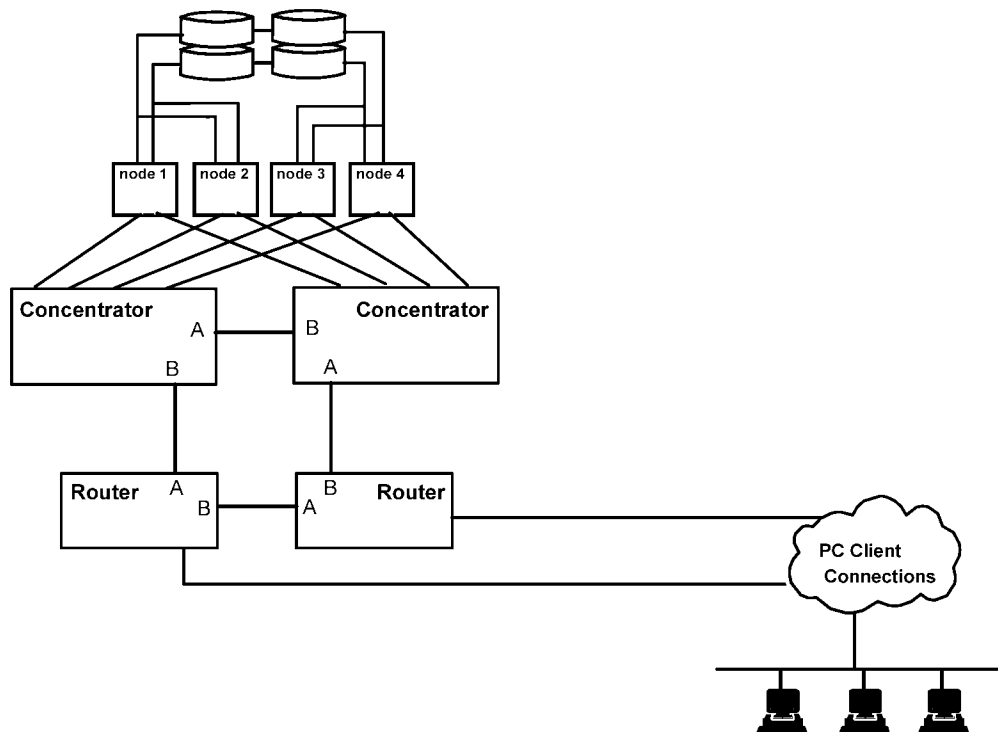 node 1
node 2
node 3
node 4
Concentrator
A
B
Concentrator
B
A
Router
A
B
Router
B
A
PC Client
Connections